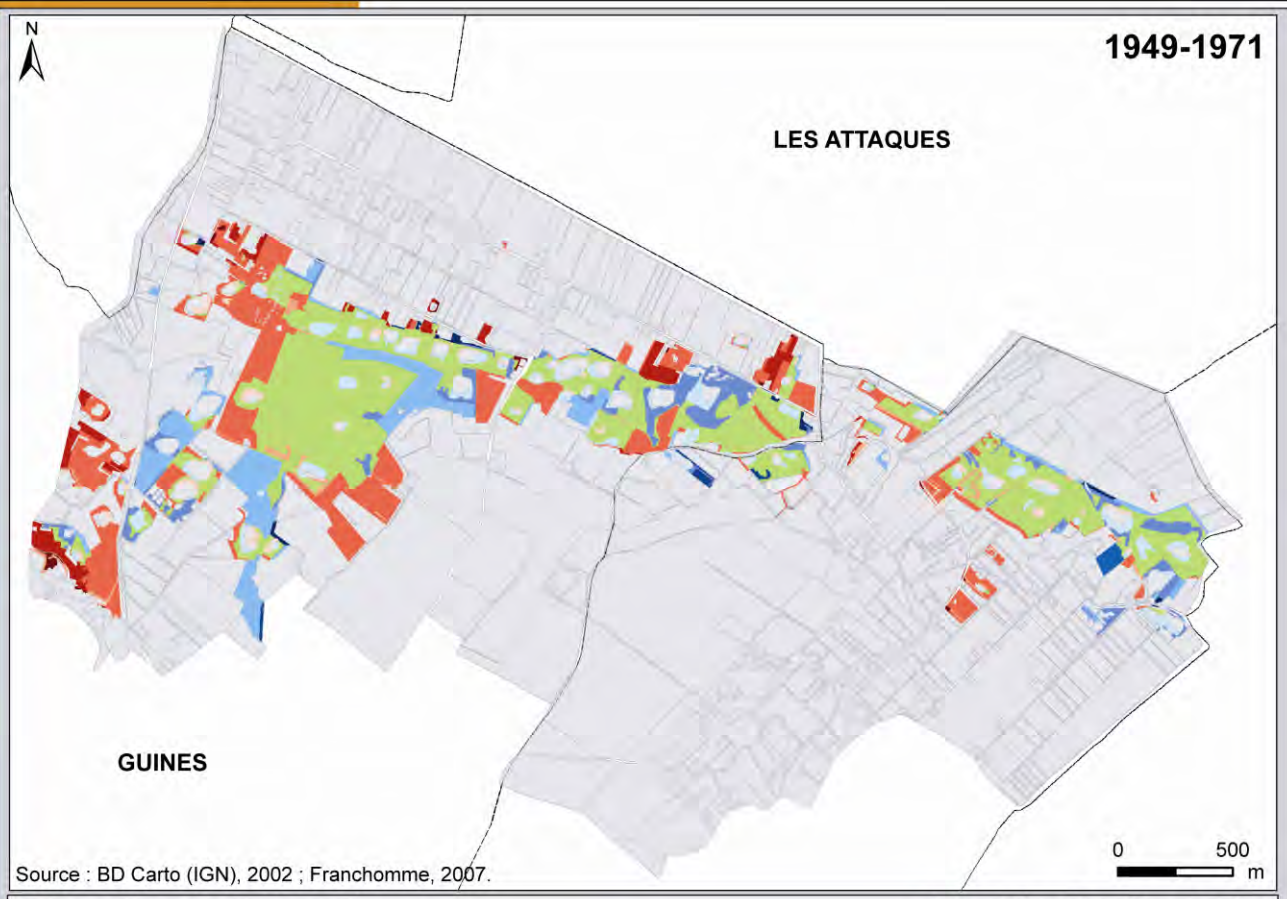 N
1949-1971
LES ATTAQUES
GUINES
0 500
m
Source : BD Carto (IGN), 2002 ; Franchomme, 2007.